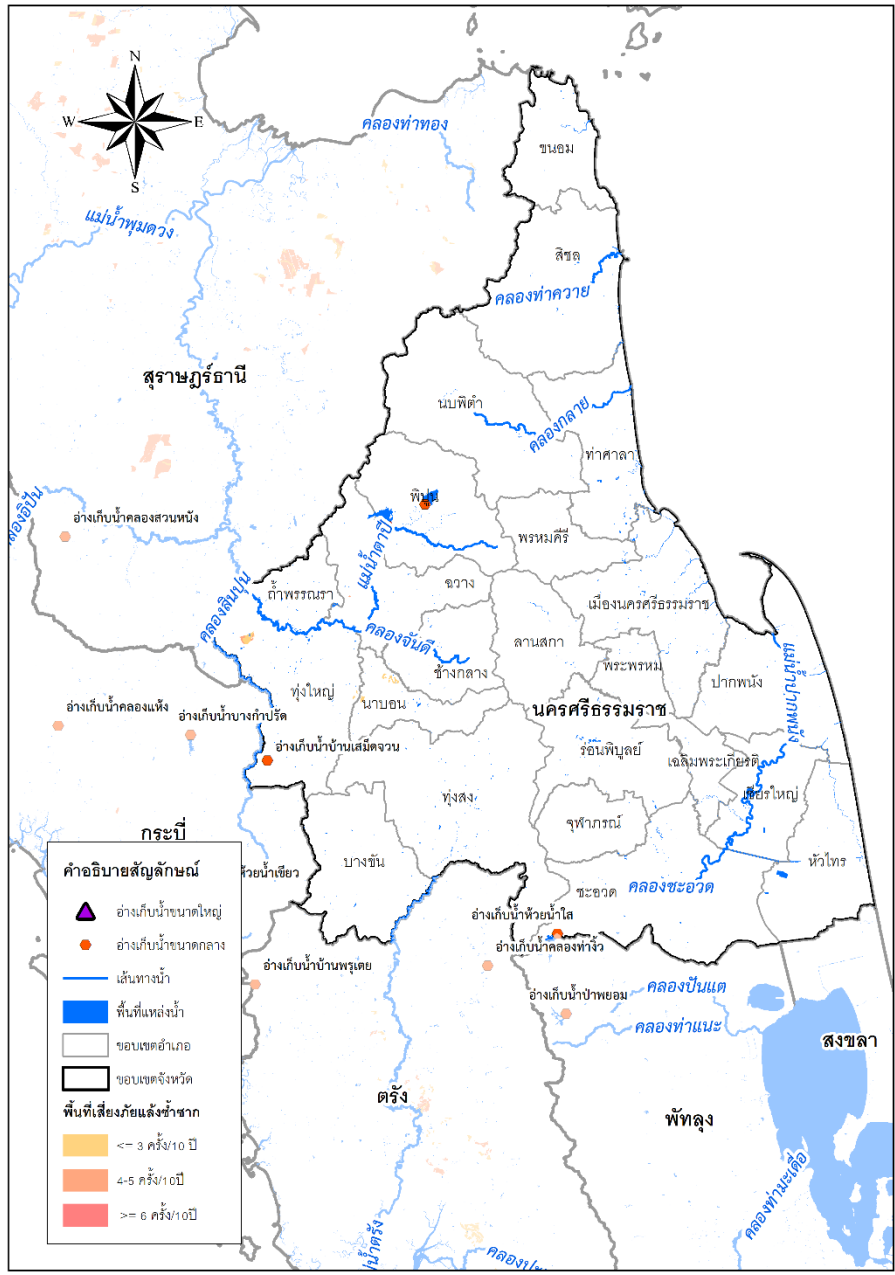 N
W
E
S
คลองท่าทอง
ขนอม
แม่น้ำพุมดวง
สิชล
คลองท่าควาย
สุราษฎร์ธานี
นบพิตำ
คลองกลาย
ท่าศาลา
คลองอิปัน
อ่างเก็บน้ำคลองสวนหนัง
พิปูน
แม่น้ำตาปี
พรหมคีรี
คลองสินปุน
ถ้ำพรรณรา
ฉวาง
เมืองนครศรีธรรมราช
คลองจันดี
ลานสกา
ช้างกลาง
พระพรหม
แม่น้ำปากพนัง
ปากพนัง
ทุ่งใหญ่
นาบอน
นครศรีธรรมราช
อ่างเก็บน้ำคลองแห้ง
อ่างเก็บน้ำบางกำปรัด
อ่างเก็บน้ำบ้านเสม็ดจวน
ร่อนพิบูลย์
เฉลิมพระเกียรติ
เชียรใหญ่
ทุ่งสง
จุฬาภรณ์
กระบี่
บางขัน
หัวไทร
ห้วยน้ำเขียว
คลองชะอวด
ชะอวด
อ่างเก็บน้ำห้วยน้ำใส
อ่างเก็บน้ำคลองท่างิ้ว
อ่างเก็บน้ำบ้านพรุเตย
อ่างเก็บน้ำป่าพยอม
คลองปันแต
คลองท่าแนะ
สงขลา
ตรัง
พัทลุง
คลองท่ามะเดื่อ
น้ำตรัง
คำอธิบายสัญลักษณ์
อ่างเก็บน้ำขนาดใหญ่
อ่างเก็บน้ำขนาดกลาง
เส้นทางน้ำ
พื้นที่แหล่งน้ำ
ขอบเขตอำเภอ
ขอบเขตจังหวัด
พื้นที่เสี่ยงภัยแล้งซ้ำซาก
<= 3 ครั้ง/10 ปี
4-5 ครั้ง/10ปี
>= 6 ครั้ง/10ปี